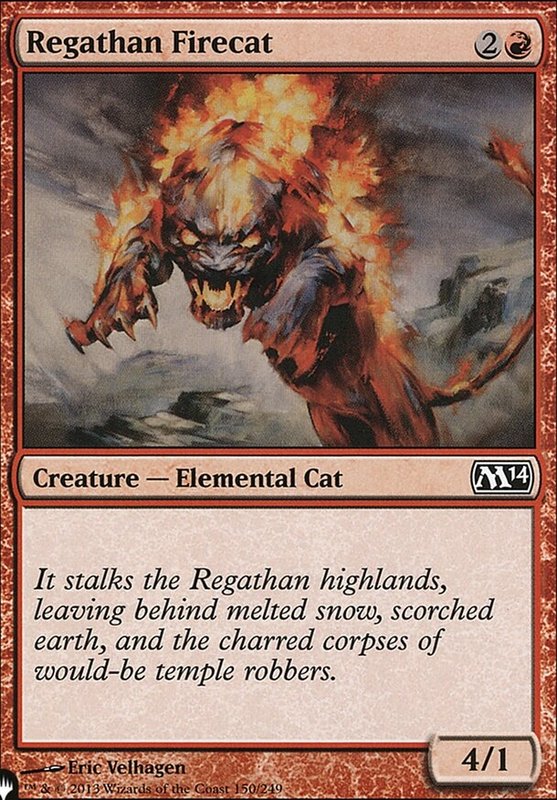 Regathan Firecat 2
Creature — Elemental Cat M14
It stalks the Regathan highlands,
leaving behind melted snow, scorched
earth, and the charred corpses of
would-be temple robbers.
Eric Velhagen
™ & © 2013 Wizards of the Coast 150/249
4/1